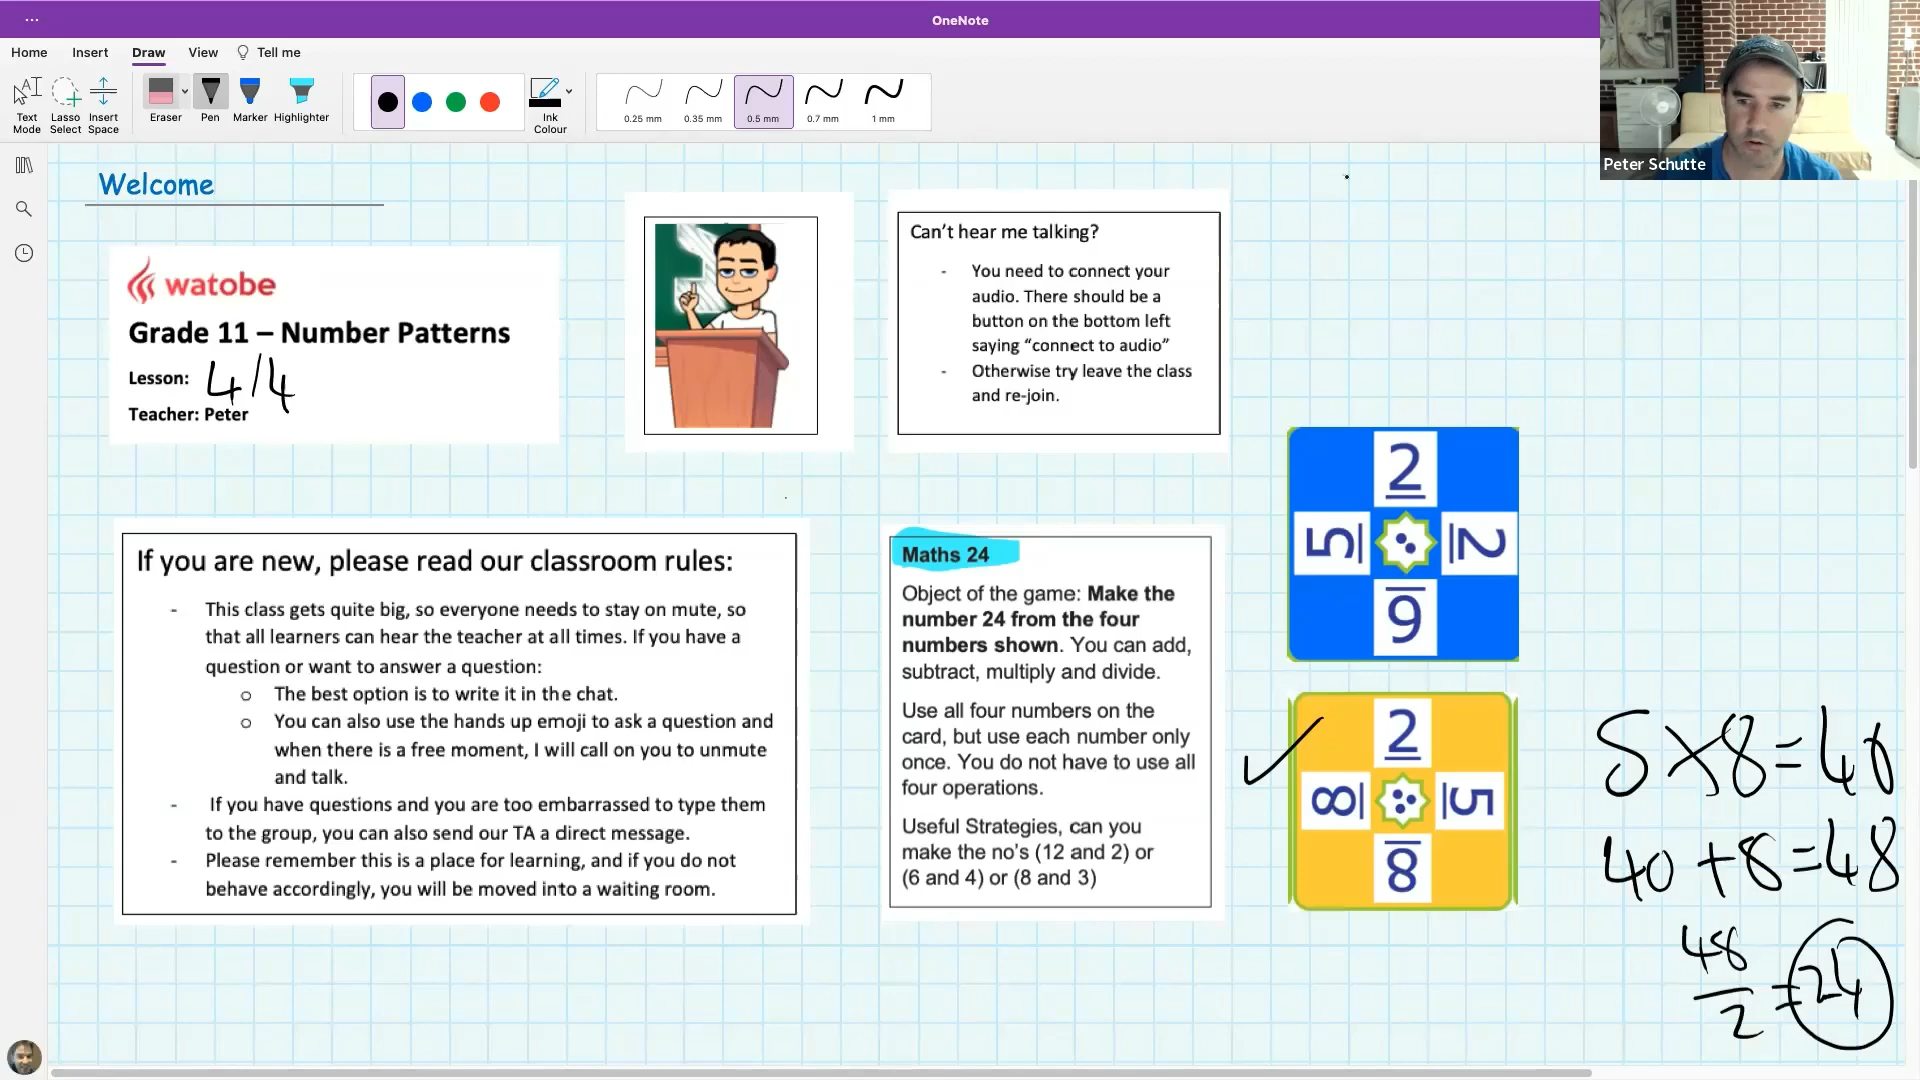 OneNote
Home Insert Draw View Tell me
Text Mode
Lasso Select
Insert Space
Eraser
Pen
Marker
Highlighter
Ink Colour
0.25 mm
0.35 mm
0.5 mm
0.7 mm
1 mm
Peter Schutte
Welcome
watobe
Grade 11 – Number Patterns
Lesson: 4/4
Teacher: Peter
Can't hear me talking?
- You need to connect your
audio. There should be a
button on the bottom left
saying "connect to audio"
- Otherwise try leave the class
and re-join.
If you are new, please read our classroom rules:
- This class gets quite big, so everyone needs to stay on mute, so
that all learners can hear the teacher at all times. If you have a
question or want to answer a question:
o The best option is to write it in the chat.
o You can also use the hands up emoji to ask a question and
when there is a free moment, I will call on you to unmute
and talk.
- If you have questions and you are too embarrassed to type them
to the group, you can also send our TA a direct message.
- Please remember this is a place for learning, and if you do not
behave accordingly, you will be moved into a waiting room.
Maths 24
Object of the game: Make the
number 24 from the four
numbers shown. You can add,
subtract, multiply and divide.
Use all four numbers on the
card, but use each number only
once. You do not have to use all
four operations.
Useful Strategies, can you
make the no's (12 and 2) or
(6 and 4) or (8 and 3)
2
5 2
9
2
8 5
8
5×8=40
40+8=48
48/2=24